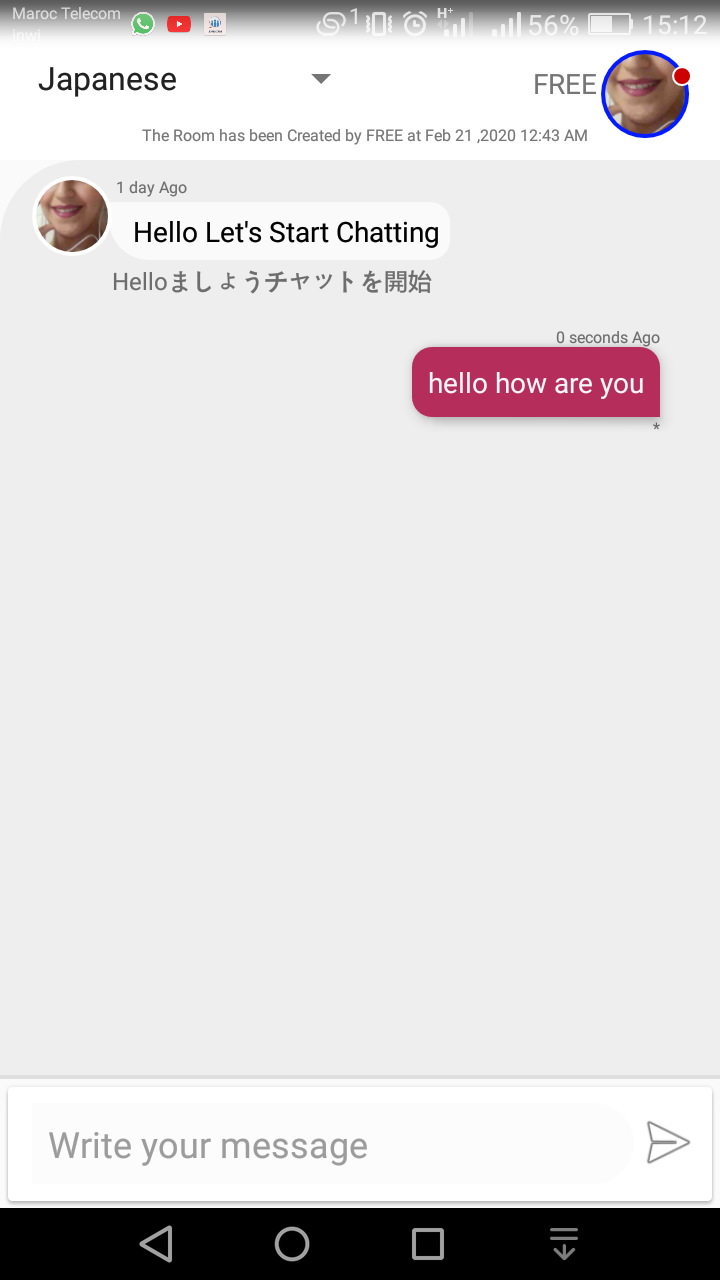 Maroc Telecom
inwi
1
H+
56%
15:12
Japanese
FREE
The Room has been Created by FREE at Feb 21 ,2020 12:43 AM
1 day Ago
Hello Let's Start Chatting
Helloましようチャットを開始
0 seconds Ago
hello how are you
*
Write your message